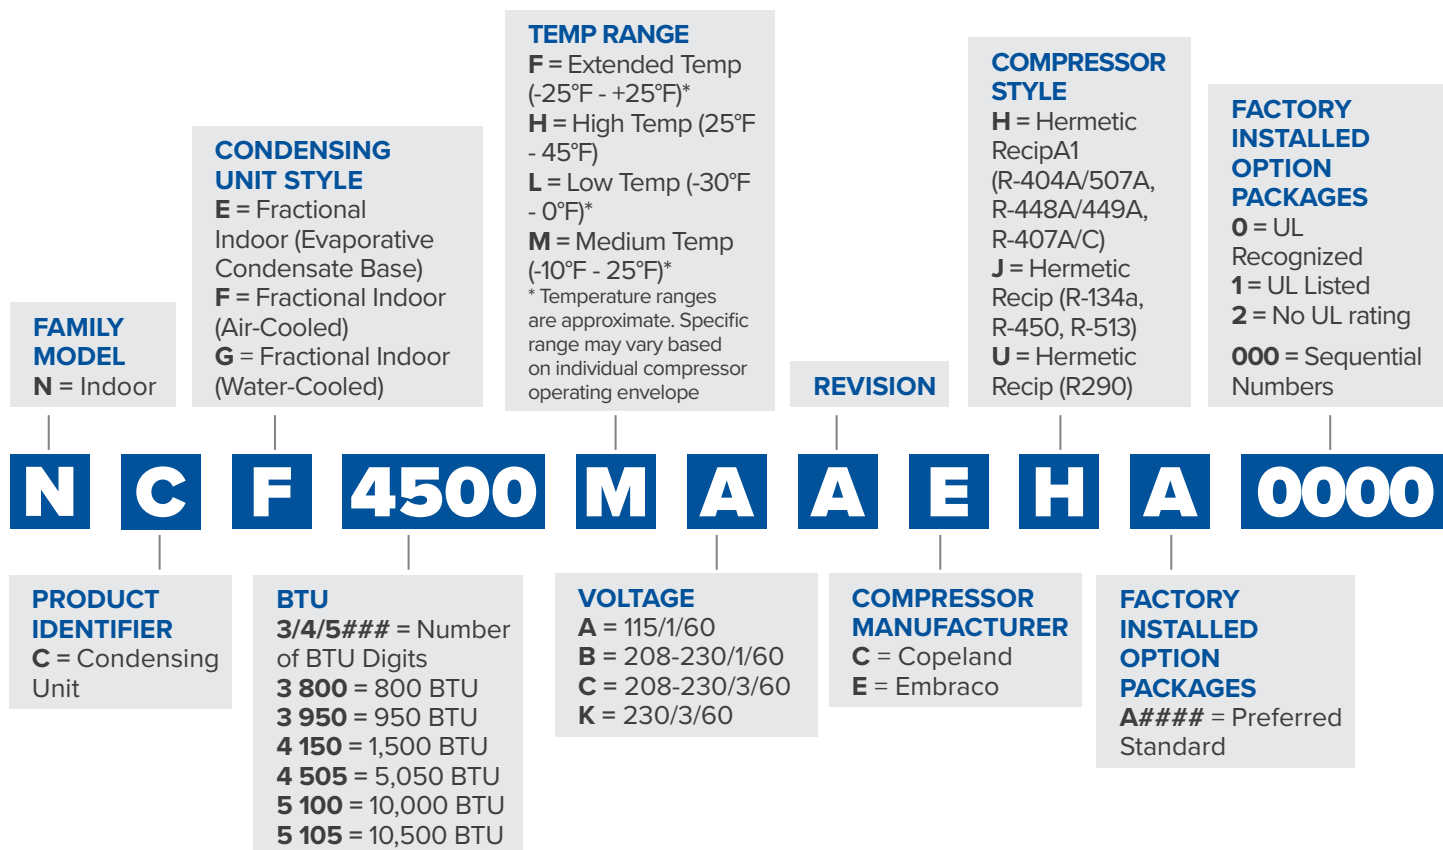 TEMP RANGE
F = Extended Temp
(-25°F - +25°F)*
H = High Temp (25°F
- 45°F)
L = Low Temp (-30°F
- 0°F)*
M = Medium Temp
(-10°F - 25°F)*
* Temperature ranges
are approximate. Specific
range may vary based
on individual compressor
operating envelope
COMPRESSOR
STYLE
H = Hermetic
RecipA1
(R-404A/507A,
R-448A/449A,
R-407A/C)
J = Hermetic
Recip (R-134a,
R-450, R-513)
U = Hermetic
Recip (R290)
FACTORY
INSTALLED
OPTION
PACKAGES
0 = UL
Recognized
1 = UL Listed
2 = No UL rating
000 = Sequential
Numbers
CONDENSING
UNIT STYLE
E = Fractional
Indoor (Evaporative
Condensate Base)
F = Fractional Indoor
(Air-Cooled)
G = Fractional Indoor
(Water-Cooled)
FAMILY
MODEL
N = Indoor
REVISION
N C F 4500 M A A E H A 0000
PRODUCT
IDENTIFIER
C = Condensing
Unit
BTU
3/4/5### = Number
of BTU Digits
3 800 = 800 BTU
3 950 = 950 BTU
4 150 = 1,500 BTU
4 505 = 5,050 BTU
5 100 = 10,000 BTU
5 105 = 10,500 BTU
VOLTAGE
A = 115/1/60
B = 208-230/1/60
C = 208-230/3/60
K = 230/3/60
COMPRESSOR
MANUFACTURER
C = Copeland
E = Embraco
FACTORY
INSTALLED
OPTION
PACKAGES
A#### = Preferred
Standard